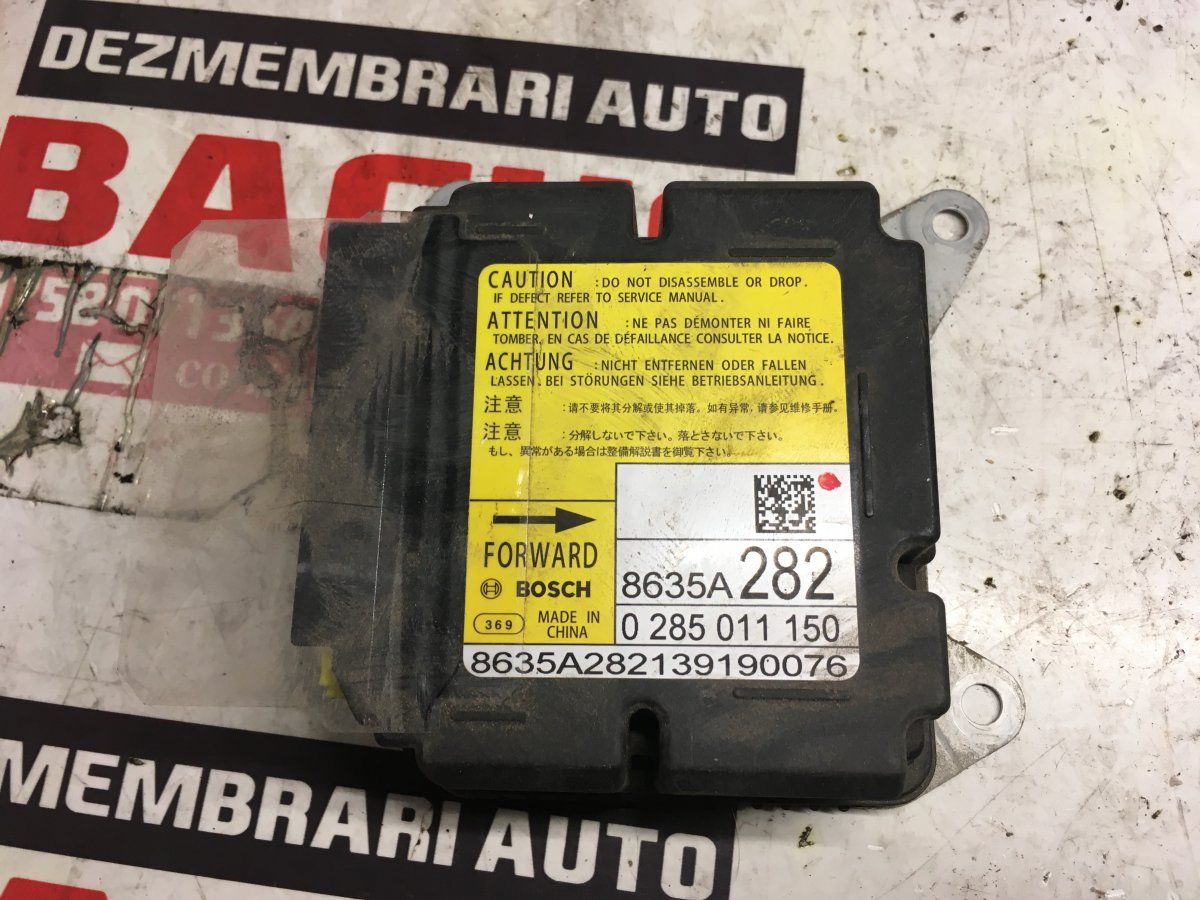 DEZMEMBRARI AUTO
BACI
CAUTION :DO NOT DISASSEMBLE OR DROP.
IF DEFECT REFER TO SERVICE MANUAL.
ATTENTION :NE PAS DÉMONTER NI FAIRE
TOMBER. EN CAS DE DÉFAILLANCE CONSULTER LA NOTICE.
ACHTUNG :NICHT ENTFERNEN ODER FALLEN
LASSEN. BEI STÖRUNGEN SIEHE BETRIEBSANLEITUNG.
注意 :请不要将其分解或使其掉落。如有异常,请参见维修手册。
注意 :分解しないで下さい。落とさないで下さい。
もし、異常がある場合は整備解説書を御覧下さい。
FORWARD
BOSCH
369 MADE IN
CHINA
8635A 282
0 285 011 150
8635A282139190076
580
MEMBRARI AUTO